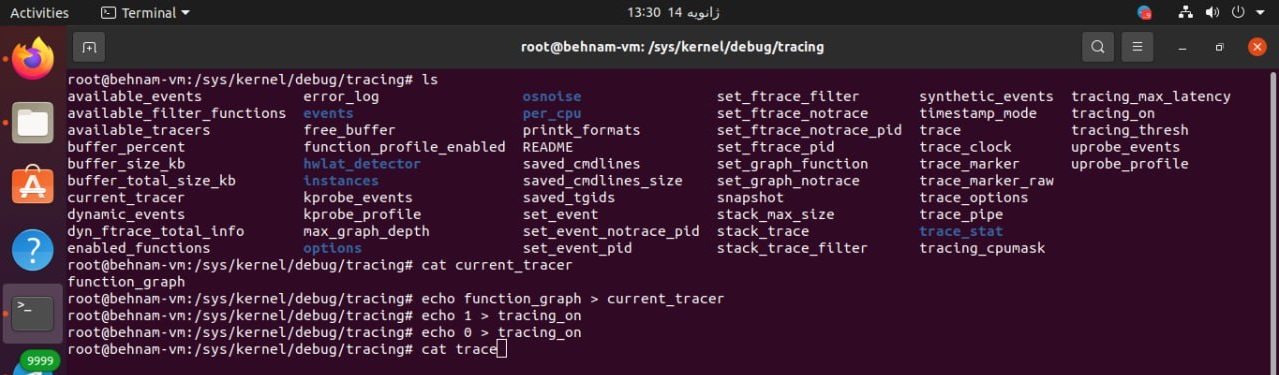 Activities Terminal 13:30 14 ژانویه
root@behnam-vm: /sys/kernel/debug/tracing
root@behnam-vm:/sys/kernel/debug/tracing# ls
available_events error_log osnoise set_ftrace_filter synthetic_events tracing_max_latency
available_filter_functions events per_cpu set_ftrace_notrace timestamp_mode tracing_on
available_tracers free_buffer printk_formats set_ftrace_notrace_pid trace tracing_thresh
buffer_percent function_profile_enabled README set_ftrace_pid trace_clock uprobe_events
buffer_size_kb hwlat_detector saved_cmdlines set_graph_function trace_marker uprobe_profile
buffer_total_size_kb instances saved_cmdlines_size set_graph_notrace trace_marker_raw
current_tracer kprobe_events saved_tgids snapshot trace_options
dynamic_events kprobe_profile set_event stack_max_size trace_pipe
dyn_ftrace_total_info max_graph_depth set_event_notrace_pid stack_trace trace_stat
enabled_functions options set_event_pid stack_trace_filter tracing_cpumask
root@behnam-vm:/sys/kernel/debug/tracing# cat current_tracer
function_graph
root@behnam-vm:/sys/kernel/debug/tracing# echo function_graph > current_tracer
root@behnam-vm:/sys/kernel/debug/tracing# echo 1 > tracing_on
root@behnam-vm:/sys/kernel/debug/tracing# echo 0 > tracing_on
root@behnam-vm:/sys/kernel/debug/tracing# cat trace
9999